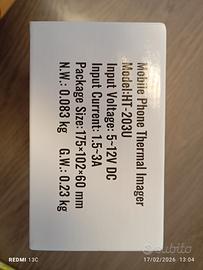 Mobile Phone Thermal Imager
Model:HT-203U
Input Voltage: 5~12V DC
Input Current: 1.5~3A
Package Size:175×102×60 mm
N.W.: 0.083 kg G.W.: 0.23 kg
REDMI 13C
subito
17/02/2026 13:04